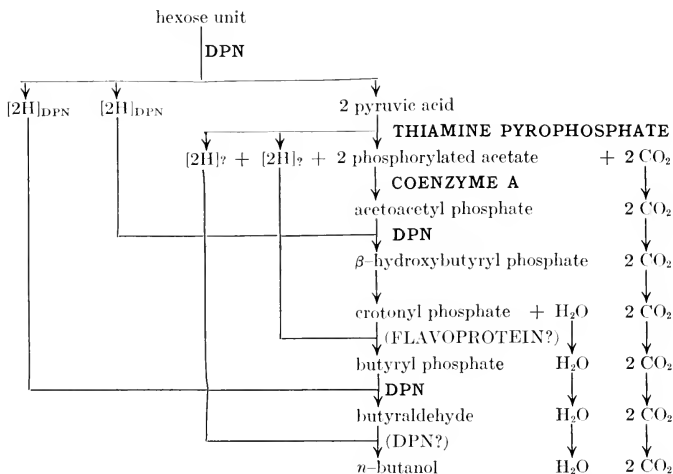 hexose unit
DPN
[2H]DPN [2H]DPN 2 pyruvic acid
THIAMINE PYROPHOSPHATE
[2H]? + [2H]? + 2 phosphorylated acetate + 2 CO₂
COENZYME A
acetoacetyl phosphate 2 CO₂
DPN
β-hydroxybutyryl phosphate 2 CO₂
crotonyl phosphate + H₂O 2 CO₂
(FLAVOPROTEIN?)
butyryl phosphate H₂O 2 CO₂
DPN
butyraldehyde H₂O 2 CO₂
(DPN?)
n-butanol H₂O 2 CO₂